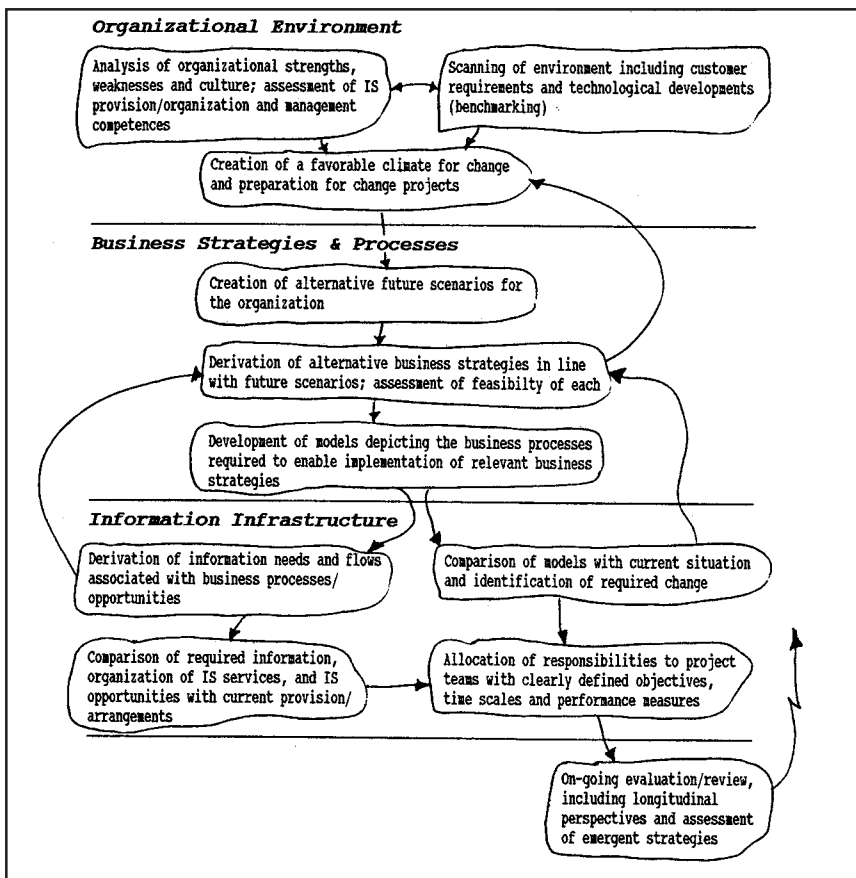 Organizational Environment
Analysis of organizational strengths,
weaknesses and culture; assessment of IS
provision/organization and management
competences
Scanning of environment including customer
requirements and technological developments
(benchmarking)
Creation of a favorable climate for change
and preparation for change projects
Business Strategies & Processes
Creation of alternative future scenarios for
the organization
Derivation of alternative business strategies in line
with future scenarios; assessment of feasibilty of each
Development of models depicting the business processes
required to enable implementation of relevant business
strategies
Information Infrastructure
Derivation of information needs and flows
associated with business processes/
opportunities
Comparison of models with current situation
and identification of required change
Comparison of required information,
organization of IS services, and IS
opportunities with current provision/
arrangements
Allocation of responsibilities to project
teams with clearly defined objectives,
time scales and performance measures
On-going evaluation/review,
including longitudinal
perspectives and assessment
of emergent strategies